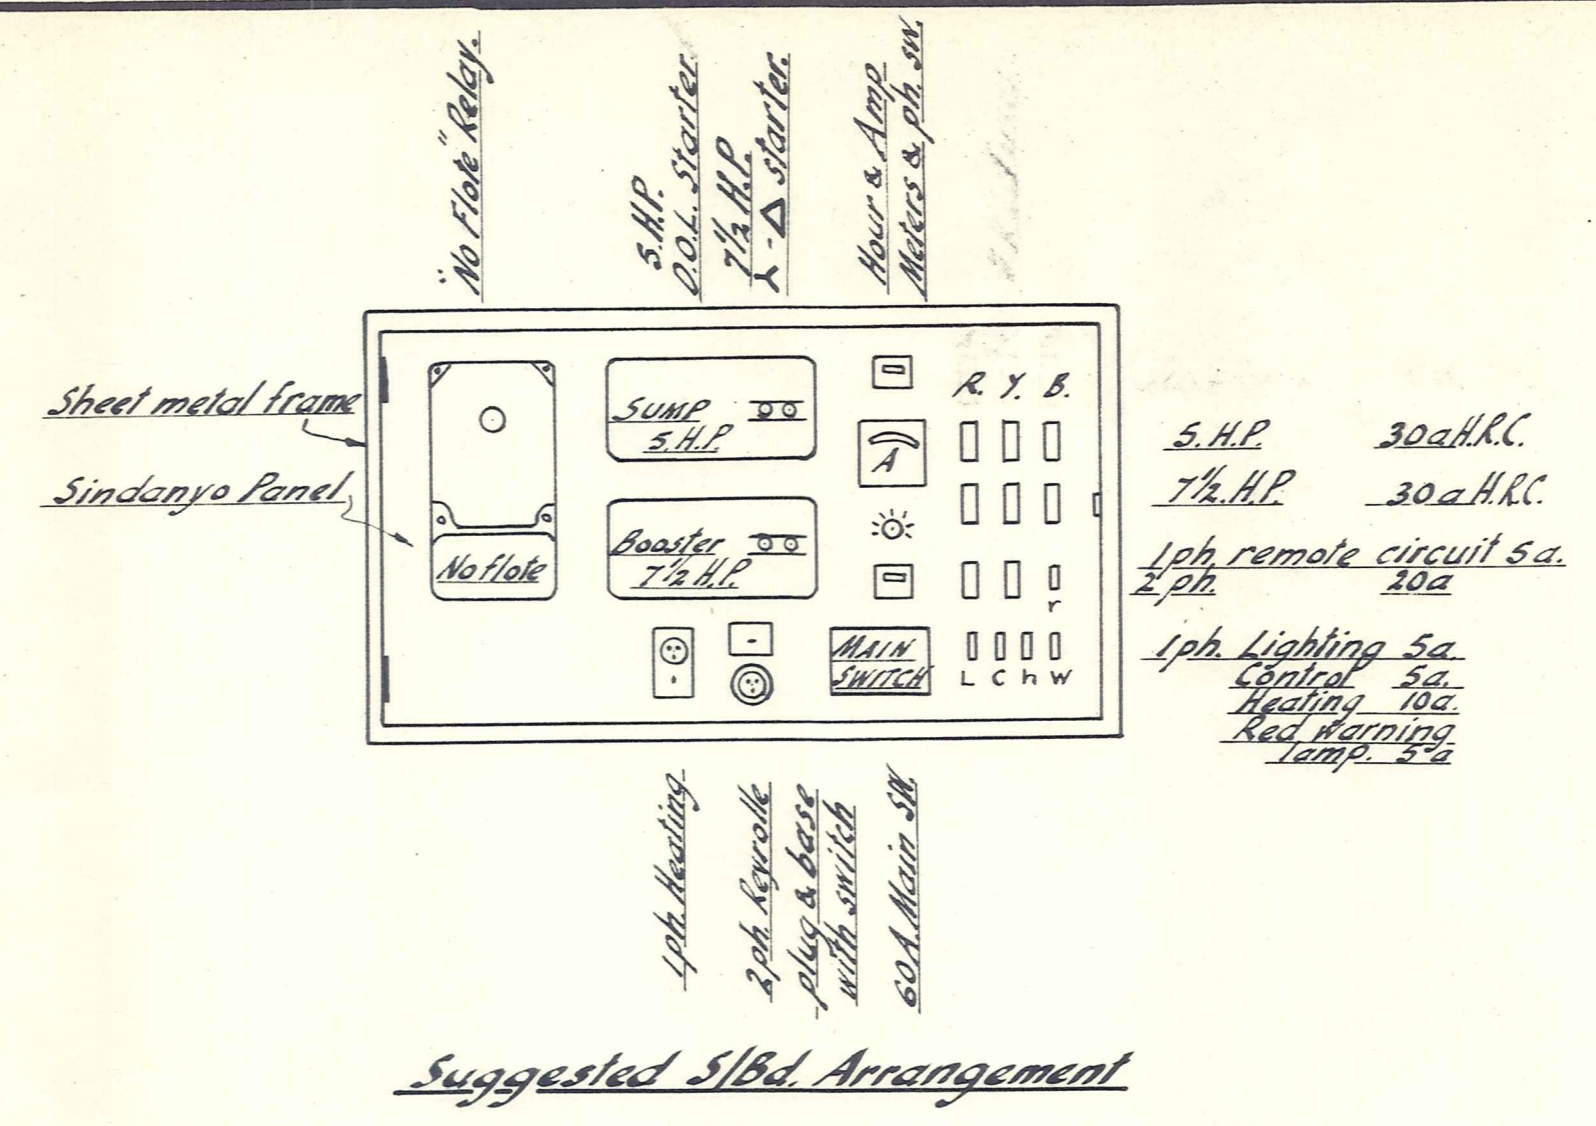 "No Flote" Relay.
5.H.P.
D.O.L. Starter.
7½ H.P.
⅄-Δ starter.
Hour & Amp
Meters & ph. sw.
Sheet metal frame
Sindanyo Panel
No flote
SUMP
5.H.P.
Booster
7½ H.P.
A
R. Y. B.
r
MAIN
SWITCH
L C h W
5.H.P. 30a H.R.C.
7½.H.P. 30a H.R.C.
1ph. remote circuit 5a.
2ph. 20a
1ph. Lighting 5a.
Control 5a.
Heating 10a.
Red warning
lamp. 5a
1ph. Heating
2ph. Reyrolle
plug & base
with switch
60A. Main SW.
Suggested S/Bd. Arrangement